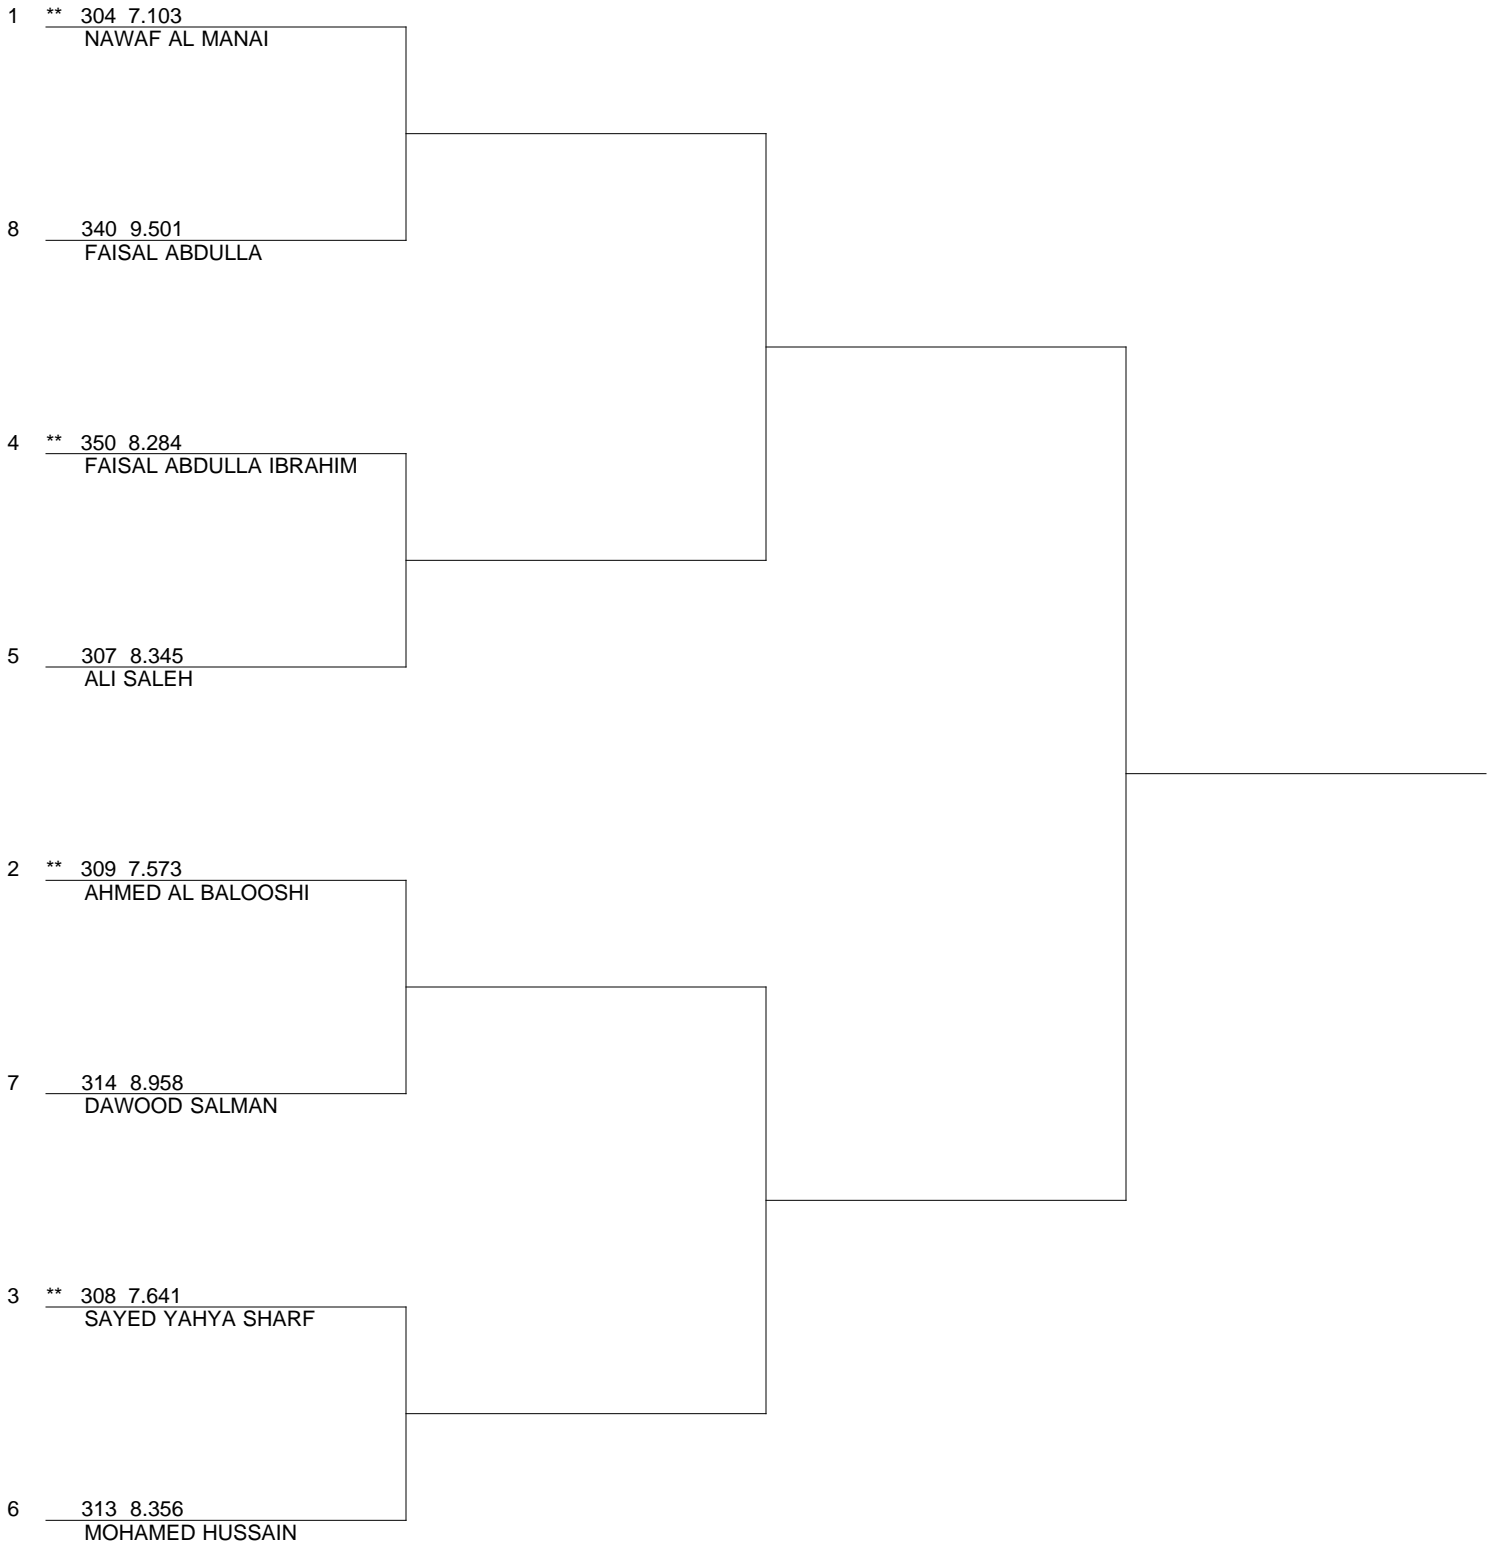 1 ** 304 7.103
NAWAF AL MANAI
8 340 9.501
FAISAL ABDULLA
4 ** 350 8.284
FAISAL ABDULLA IBRAHIM
5 307 8.345
ALI SALEH
2 ** 309 7.573
AHMED AL BALOOSHI
7 314 8.958
DAWOOD SALMAN
3 ** 308 7.641
SAYED YAHYA SHARF
6 313 8.356
MOHAMED HUSSAIN